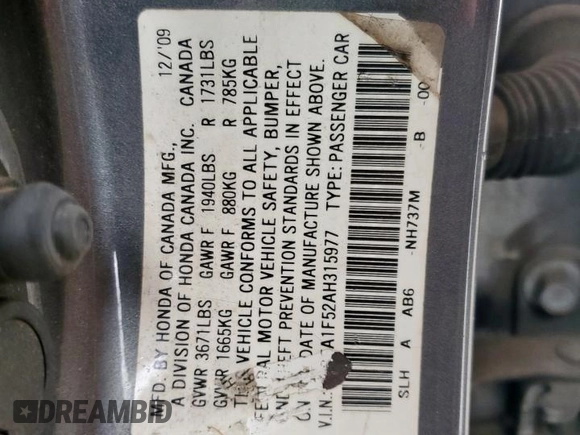 MFD. BY HONDA OF CANADA MFG., 12/'09
A DIVISION OF HONDA CANADA INC. CANADA
GVWR 3671LBS GAWR F 1940LBS R 1731LBS
GVWR 1665KG GAWR F 880KG R 785KG
VEHICLE CONFORMS TO ALL APPLICABLE
MOTOR VEHICLE SAFETY, BUMPER,
THEFT PREVENTION STANDARDS IN EFFECT
DATE OF MANUFACTURE SHOWN ABOVE.
V.I.N.: A1F52AH315977 TYPE: PASSENGER CAR
SLH A AB6 -NH737M -B -00
DREAMBID